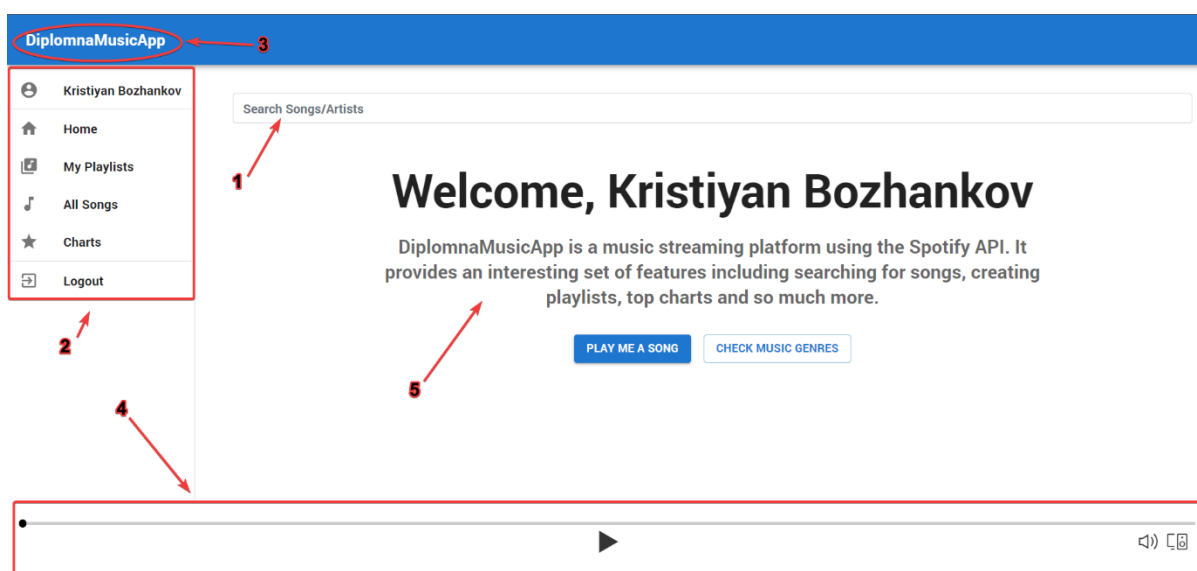 DiplomnaMusicApp
3
Kristiyan Bozhankov
Home
My Playlists
All Songs
Charts
Logout
2
Search Songs/Artists
1
Welcome, Kristiyan Bozhankov
DiplomnaMusicApp is a music streaming platform using the Spotify API. It
provides an interesting set of features including searching for songs, creating
playlists, top charts and so much more.
PLAY ME A SONG
CHECK MUSIC GENRES
5
4